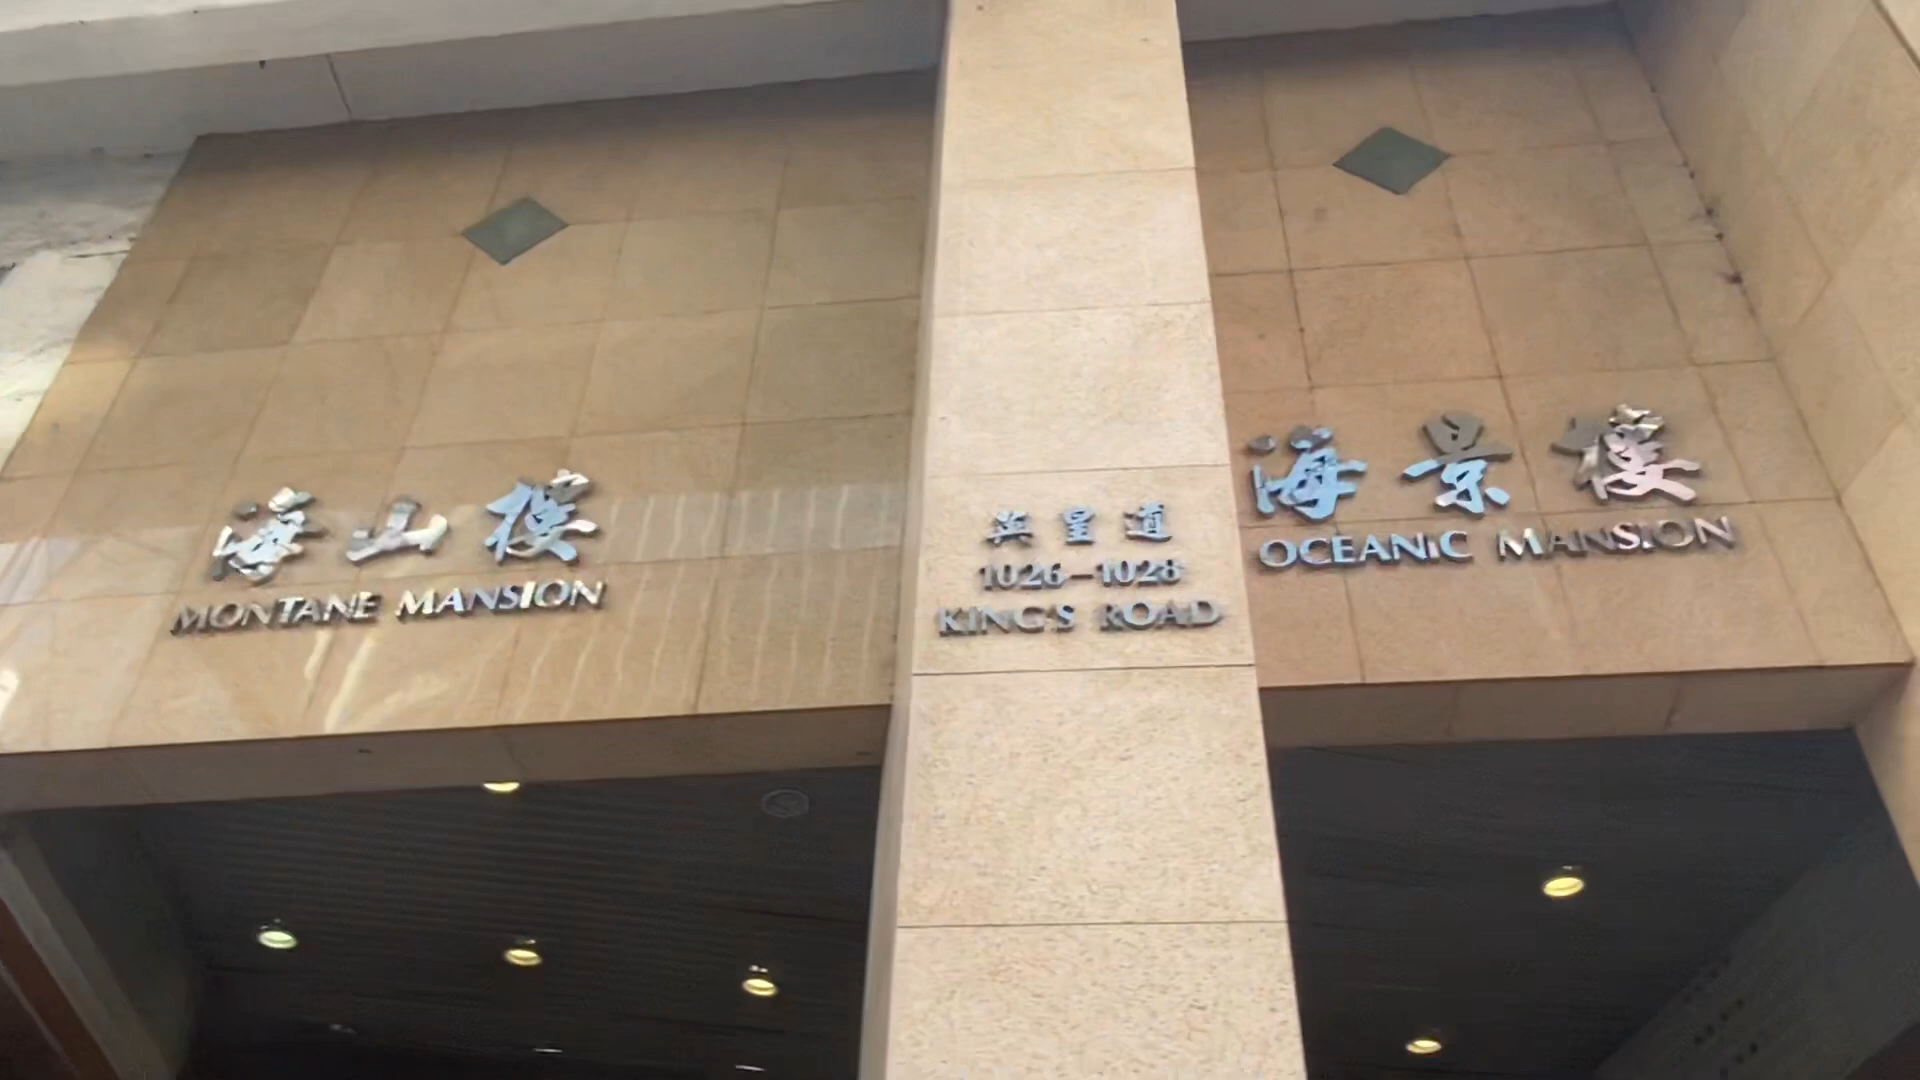 海山樓
MONTANE MANSION
英皇道
1026-1028
KING'S ROAD
海景樓
OCEANIC MANSION